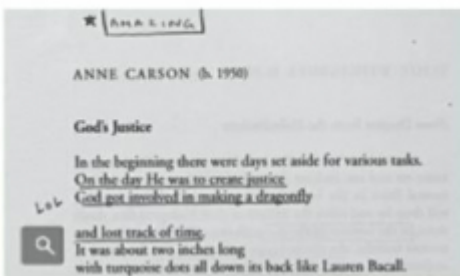 * AMAZING
ANNE CARSON (b. 1950)
God's Justice
In the beginning there were days set aside for various tasks.
On the day He was to create justice
God got involved in making a dragonfly
LOL
and lost track of time.
It was about two inches long
with turquoise dots all down its back like Lauren Bacall.